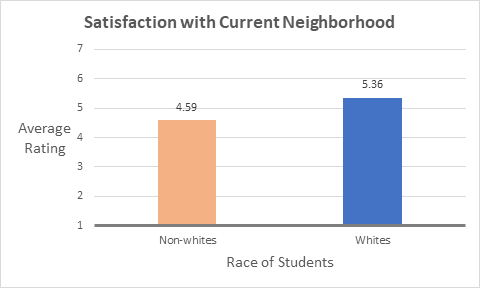 Satisfaction with Current Neighborhood
7
6
5
4
3
2
1
Average
Rating
4.59
5.36
Non-whites
Whites
Race of Students